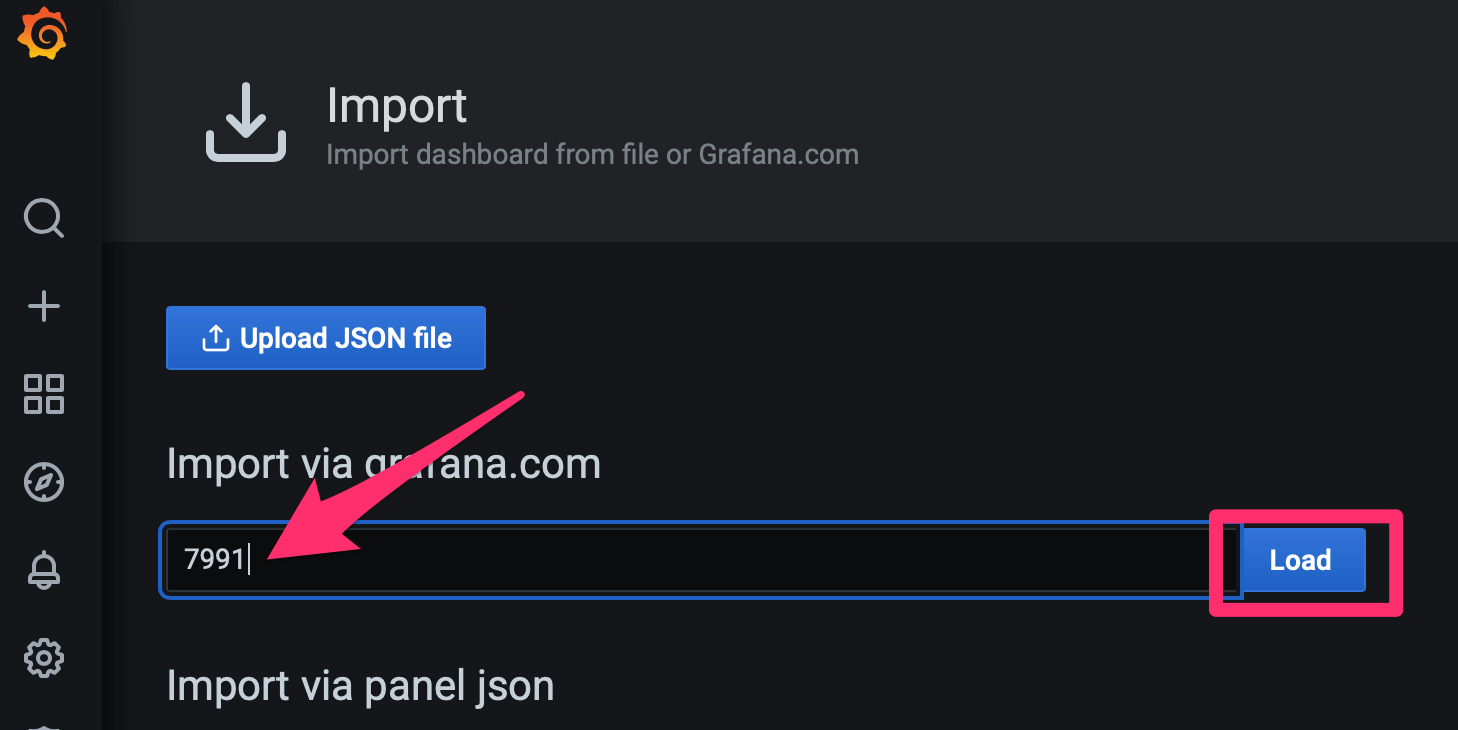 Import
Import dashboard from file or Grafana.com
Upload JSON file
Import via grafana.com
7991
Load
Import via panel json